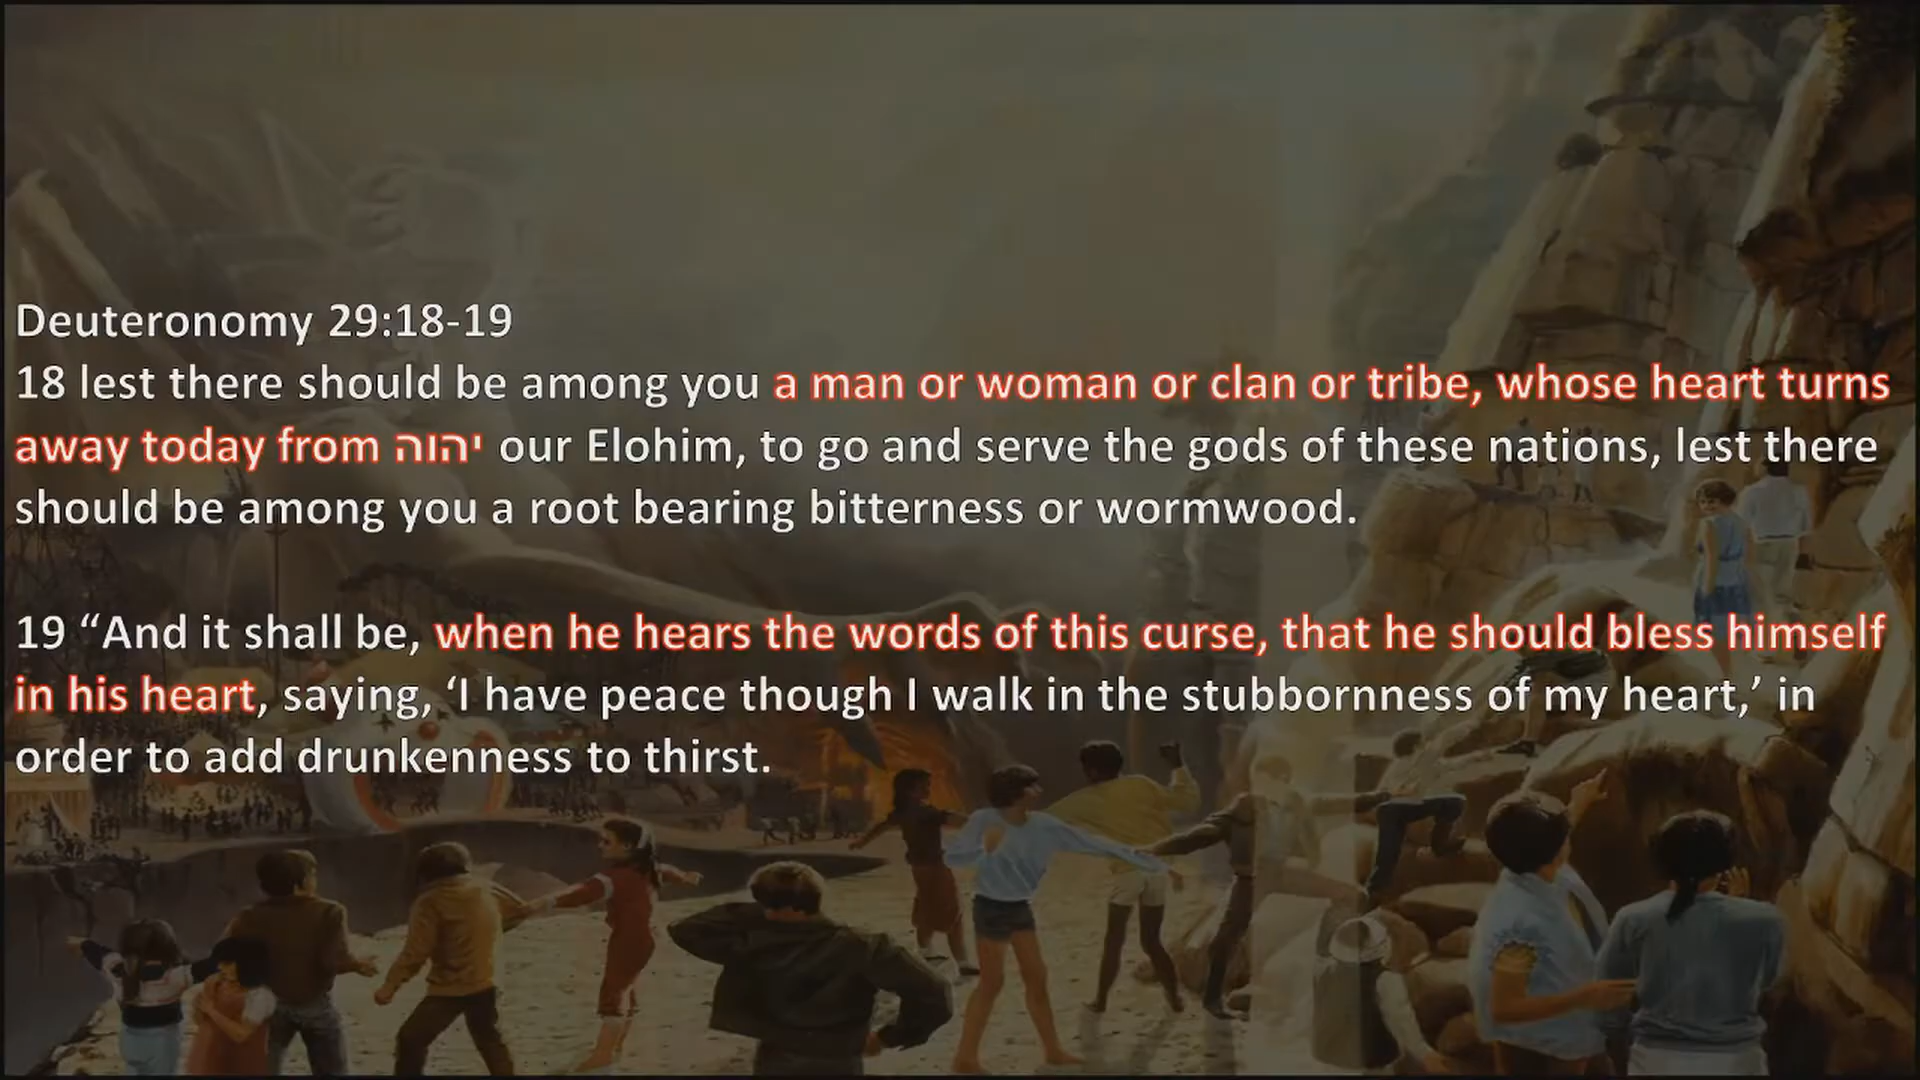 Deuteronomy 29:18-19
18 lest there should be among you a man or woman or clan or tribe, whose heart turns
away today from יהוה our Elohim, to go and serve the gods of these nations, lest there
should be among you a root bearing bitterness or wormwood.
19 “And it shall be, when he hears the words of this curse, that he should bless himself
in his heart, saying, ‘I have peace though I walk in the stubbornness of my heart,’ in
order to add drunkenness to thirst.